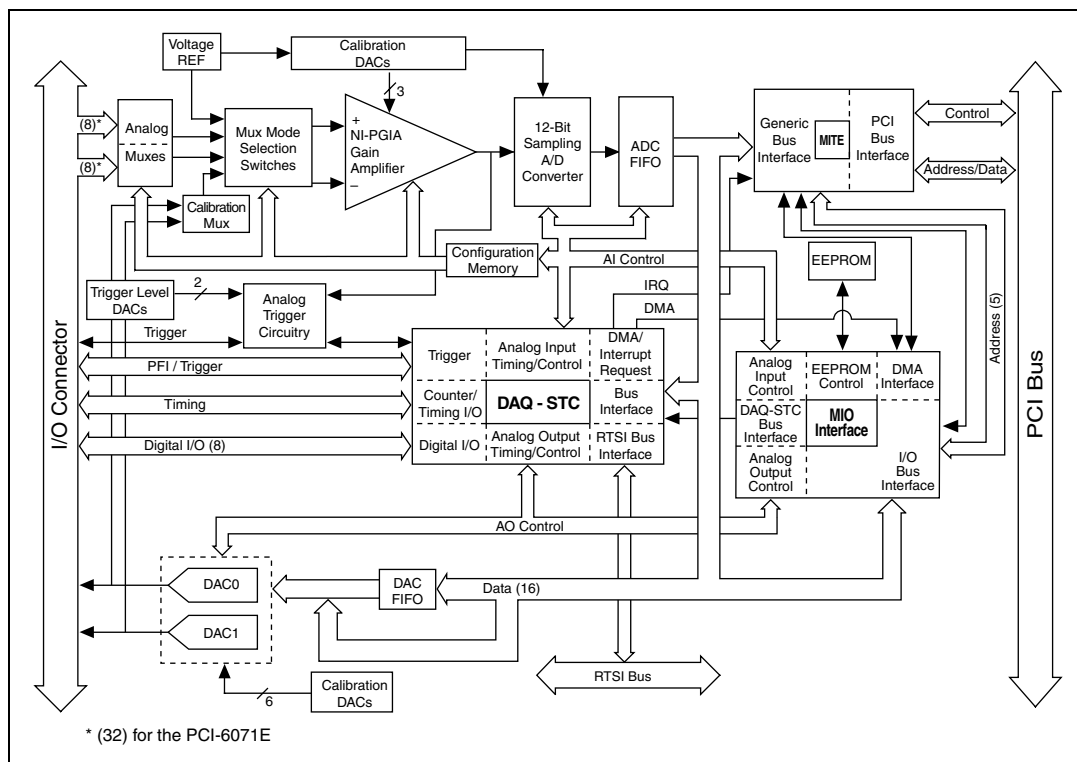 Voltage
REF
Calibration
DACs
3
(8)*
(8)*
Analog
Muxes
Mux Mode
Selection
Switches
+
NI-PGIA
Gain
Amplifier
–
12-Bit
Sampling
A/D
Converter
ADC
FIFO
Generic
Bus
Interface
MITE
PCI
Bus
Interface
Control
Address/Data
Calibration
Mux
Configuration
Memory
AI Control
EEPROM
Trigger Level
DACs
2
Analog
Trigger
Circuitry
IRQ
DMA
Address (5)
Trigger
PFI / Trigger
Timing
Digital I/O (8)
I/O Connector
PCI Bus
Trigger
Analog Input
Timing/Control
DMA/
Interrupt
Request
Counter/
Timing I/O
DAQ - STC
Bus
Interface
Digital I/O
Analog Output
Timing/Control
RTSI Bus
Interface
Analog
Input
Control
EEPROM
Control
DMA
Interface
DAQ-STC
Bus
Interface
MIO
Interface
Analog
Output
Control
I/O
Bus
Interface
AO Control
DAC0
DAC1
DAC
FIFO
Data (16)
6
Calibration
DACs
RTSI Bus
* (32) for the PCI-6071E